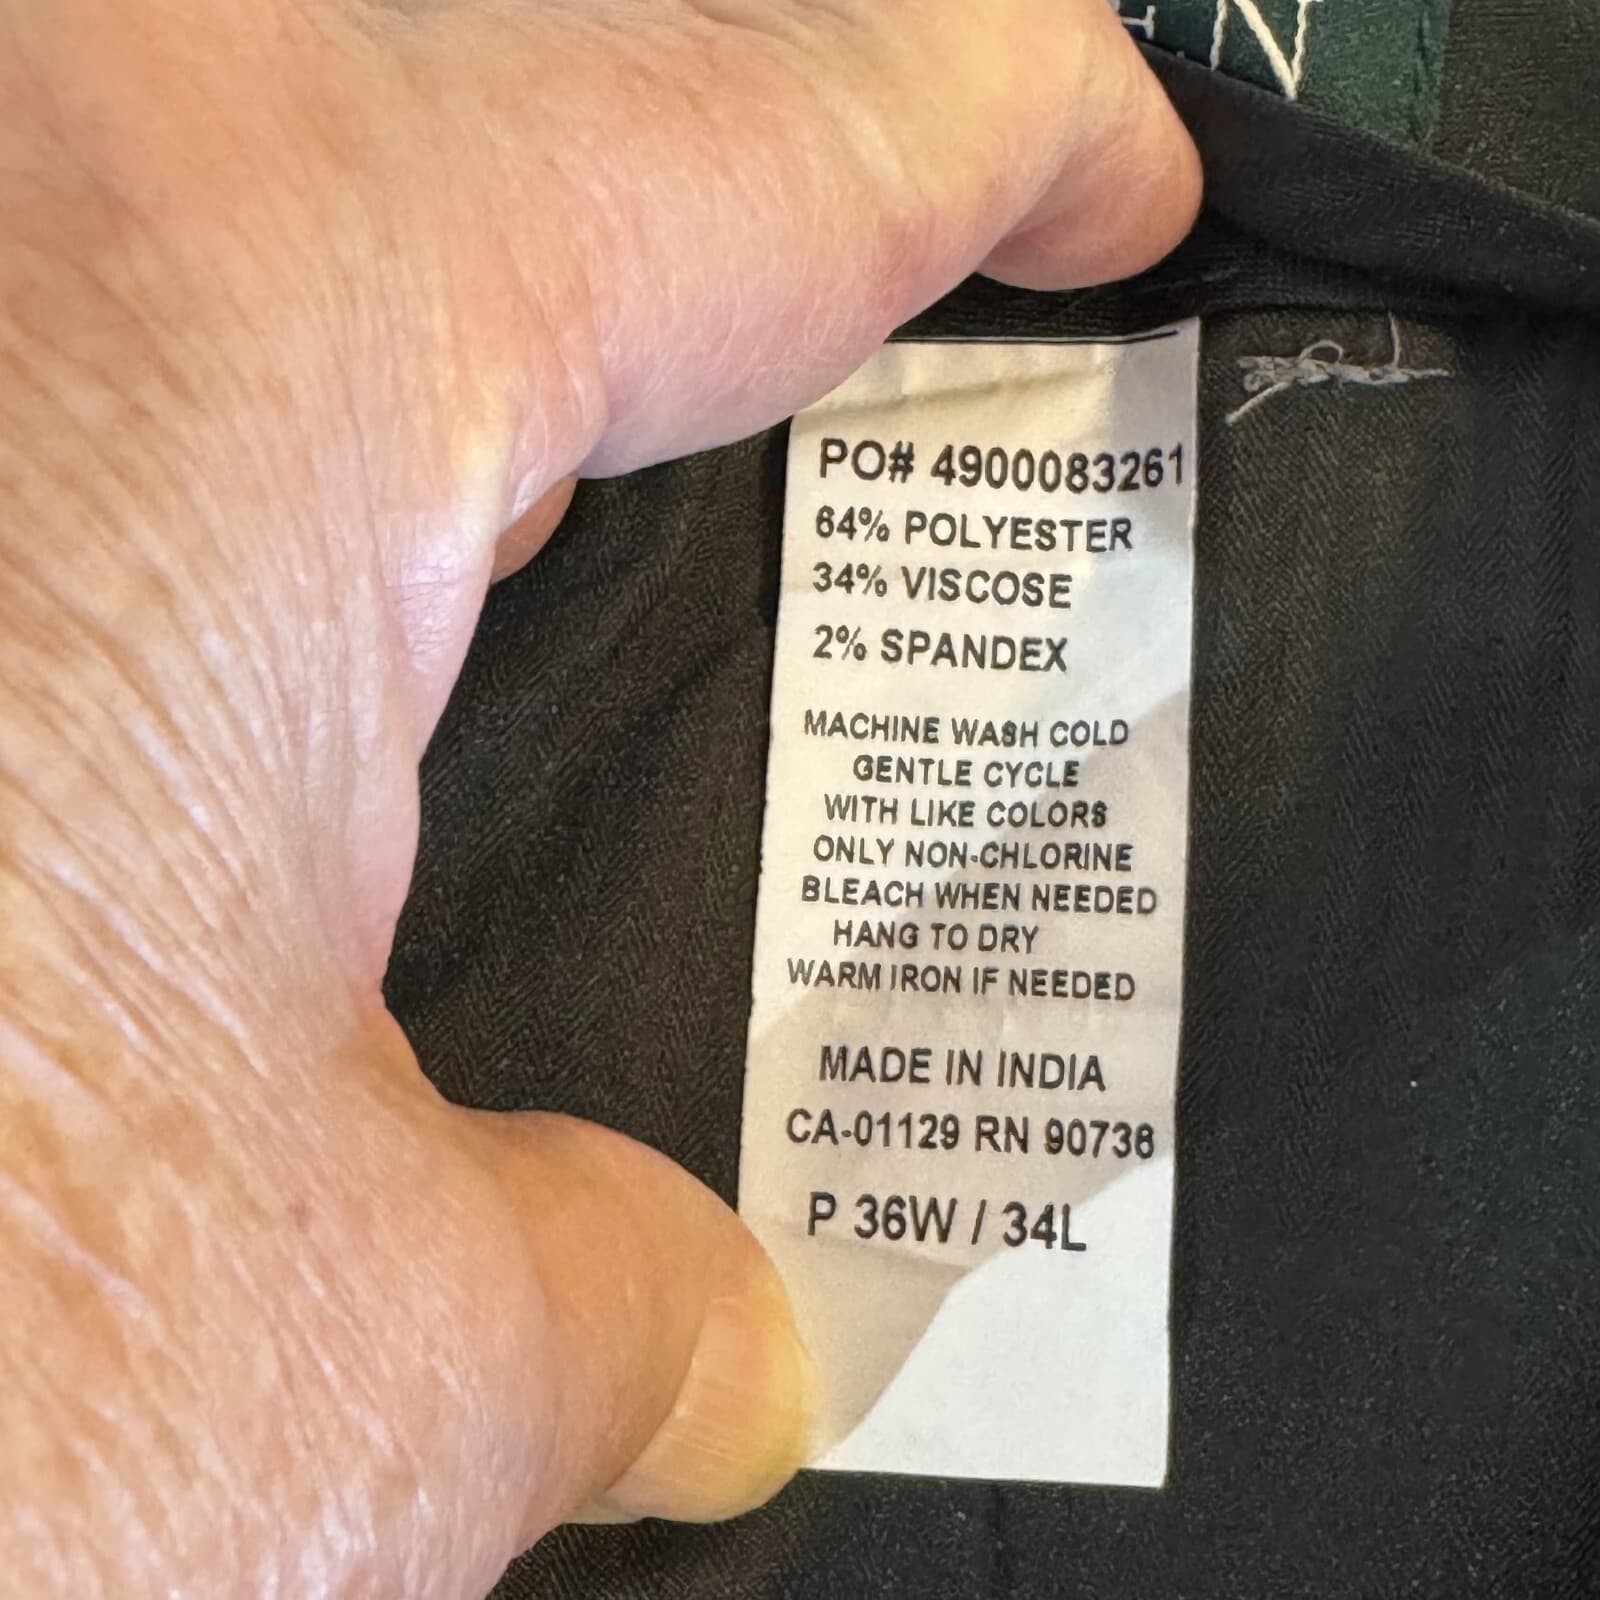 PO# 4900083261
64% POLYESTER
34% VISCOSE
2% SPANDEX
MACHINE WASH COLD
GENTLE CYCLE
WITH LIKE COLORS
ONLY NON-CHLORINE
BLEACH WHEN NEEDED
HANG TO DRY
WARM IRON IF NEEDED
MADE IN INDIA
CA-01129 RN 90738
P 36W / 34L